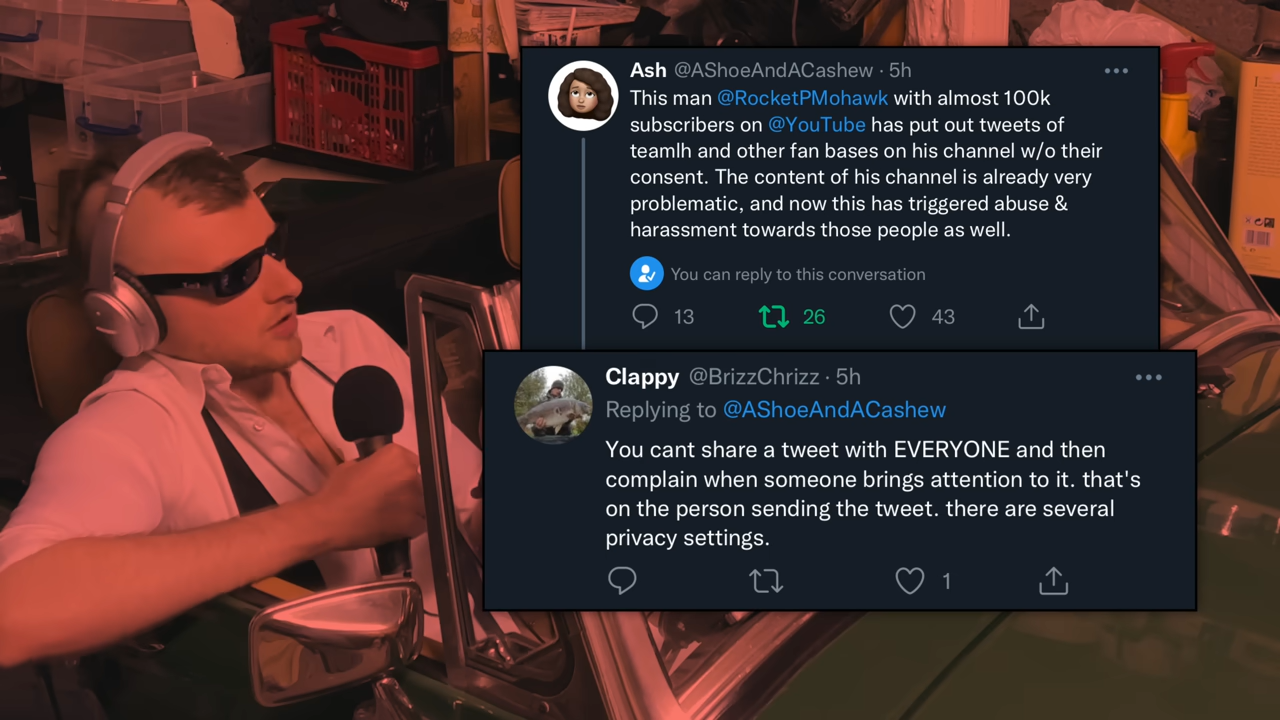 Ash @AShoeAndACashew · 5h
This man @RocketPMohawk with almost 100k
subscribers on @YouTube has put out tweets of
teamlh and other fan bases on his channel w/o their
consent. The content of his channel is already very
problematic, and now this has triggered abuse &
harassment towards those people as well.
You can reply to this conversation
13 26 43
Clappy @BrizzChrizz · 5h
Replying to @AShoeAndACashew
You cant share a tweet with EVERYONE and then
complain when someone brings attention to it. that's
on the person sending the tweet. there are several
privacy settings.
1